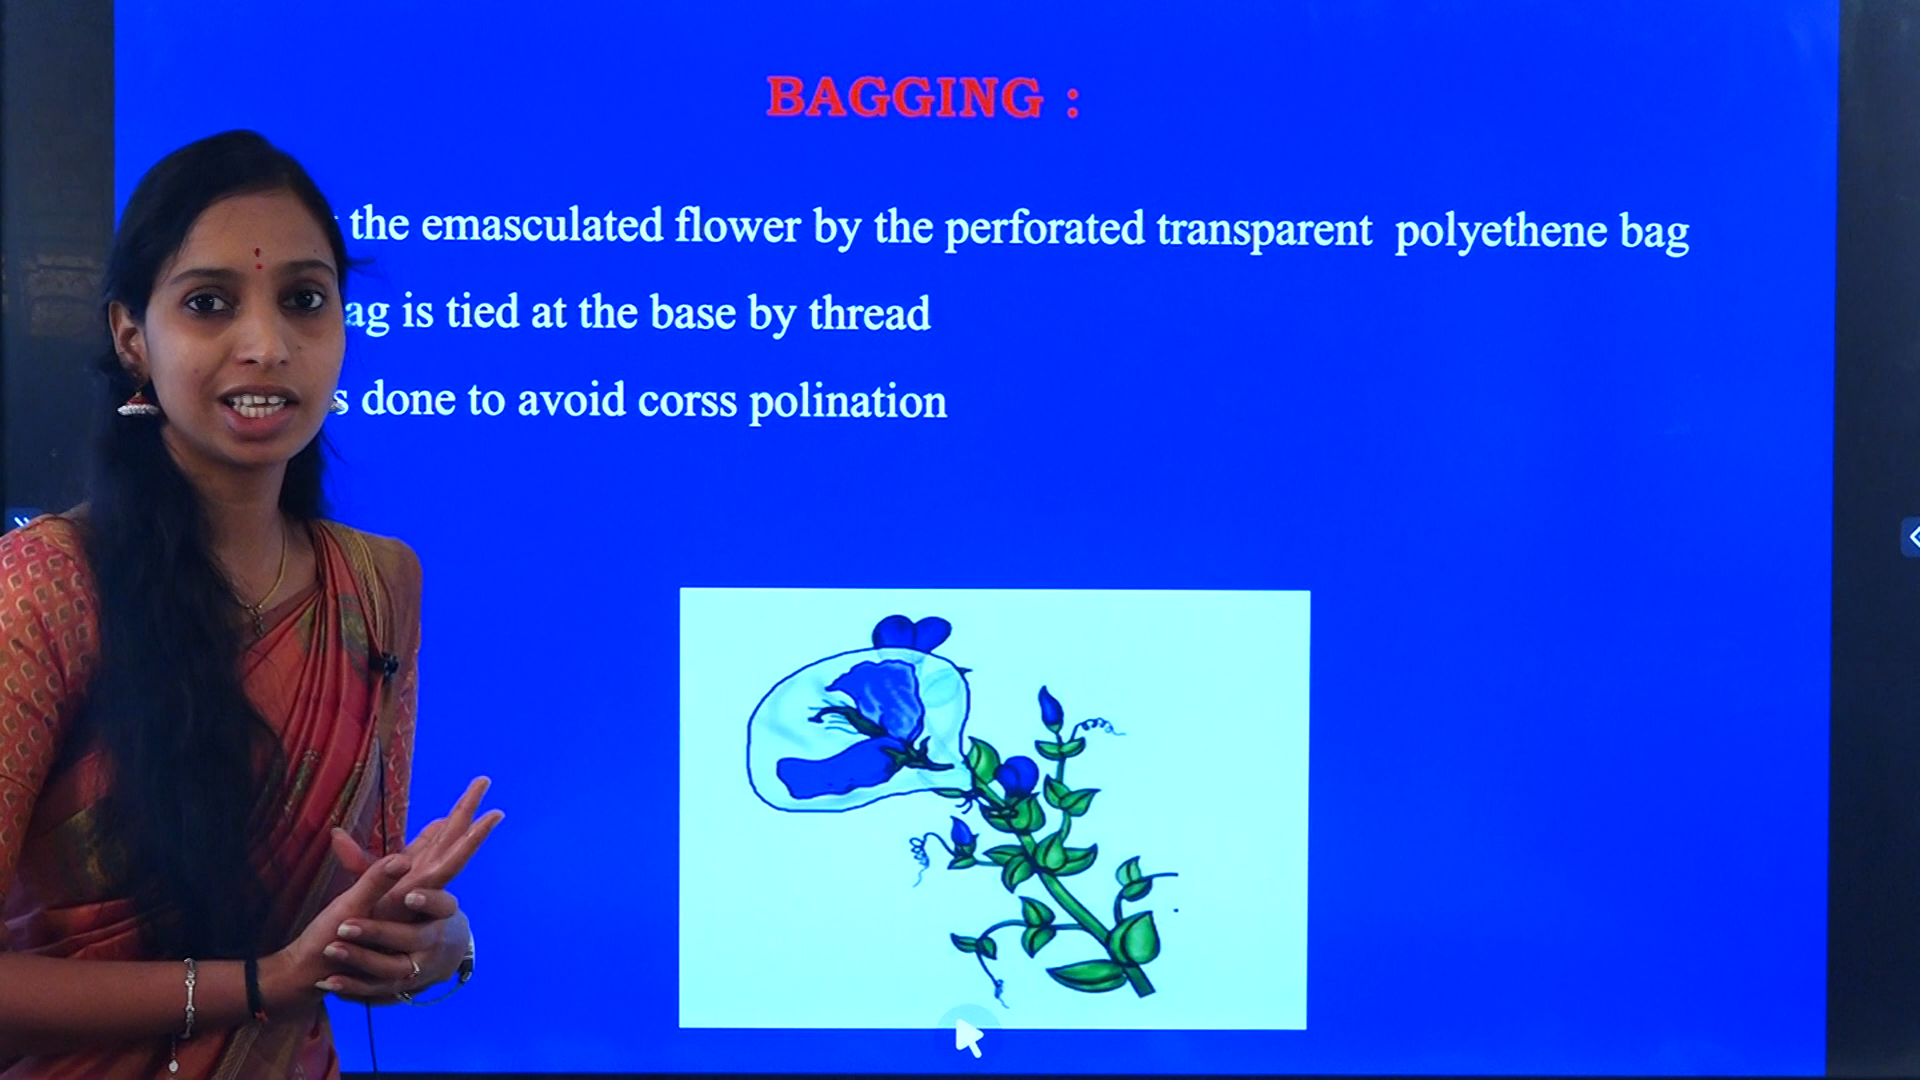 BAGGING :
the emasculated flower by the perforated transparent polyethene bag
is tied at the base by thread
done to avoid corss polination